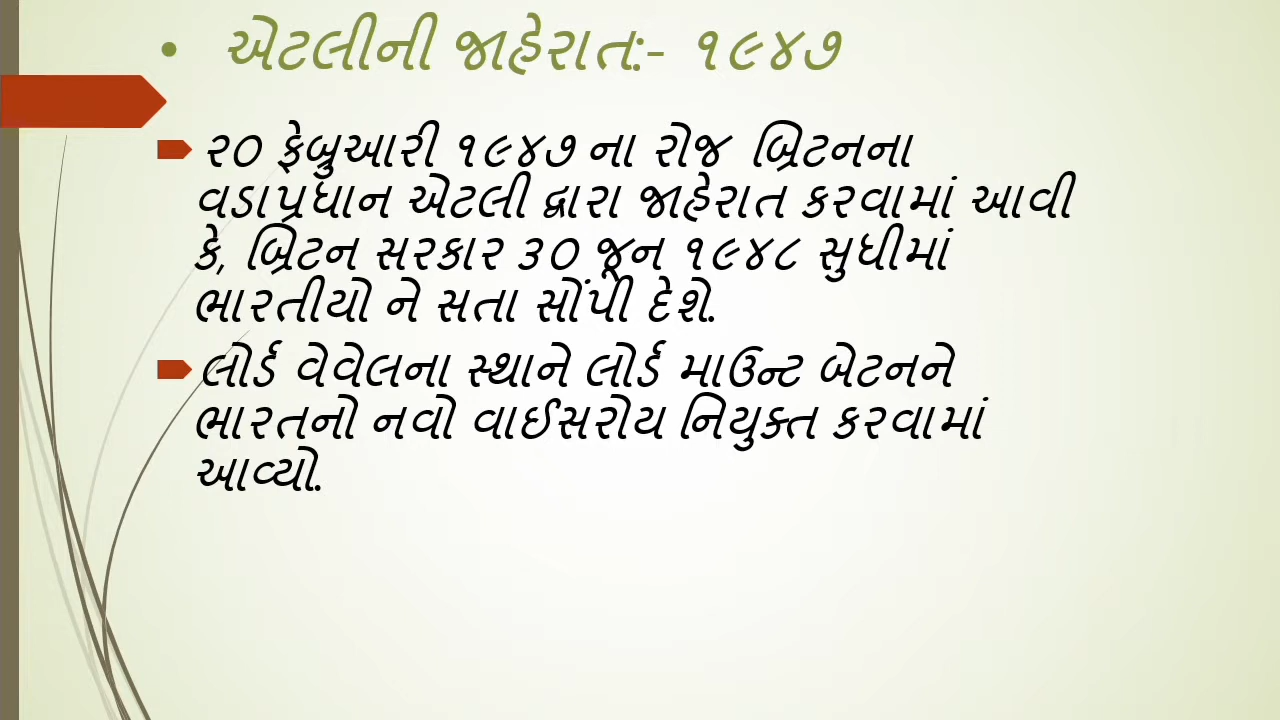 • એટલીની જાહેરાત:- ૧૯૪૭
૨૦ ફેબ્રુઆરી ૧૯૪૭ ના રોજ બ્રિટનના
વડાપ્રધાન એટલી દ્વારા જાહેરાત કરવામાં આવી
કે, બ્રિટન સરકાર ૩૦ જૂન ૧૯૪૮ સુધીમાં
ભારતીયો ને સતા સોંપી દેશે.
લોર્ડ વેવેલના સ્થાને લોર્ડ માઉન્ટ બેટનને
ભારતનો નવો વાઈસરોય નિયુક્ત કરવામાં
આવ્યો.